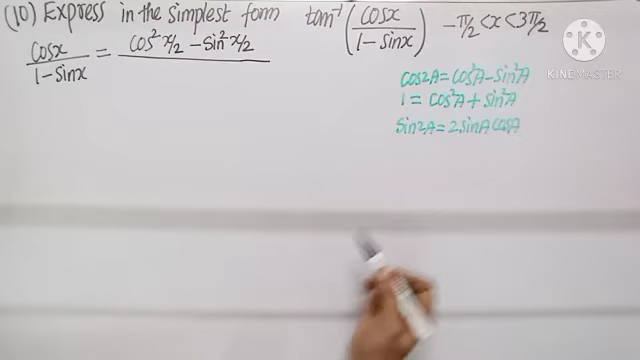 (10) Express in the simplest form tan⁻¹(cosx/1-sinx) -π/2<x<3π/2
cosx/1-sinx = cos²x/2 - sin²x/2
KINEMASTER
cos2A = cos²A - sin²A
1 = cos²A + sin²A
sin2A = 2sinA cosA